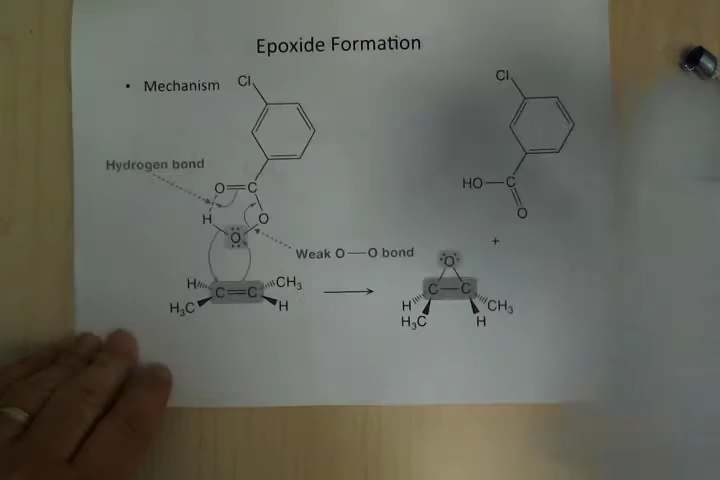 Epoxide Formation
• Mechanism
Cl
Cl
Hydrogen bond
O=C
HO—C
H
O
O
O
+
Weak O—O bond
O
H
C=C
CH₃
H₃C
H
H
C—C
CH₃
H₃C
H